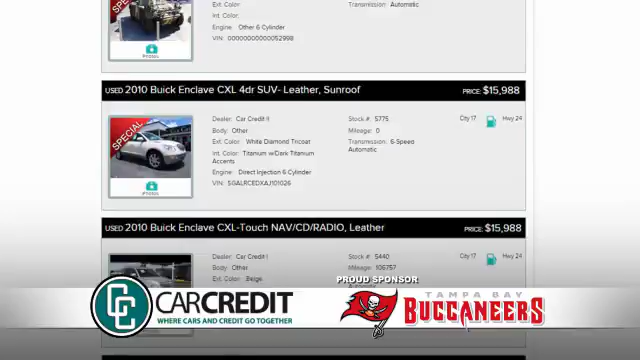 Ext. Color:
Int. Color:
Engine: Other 6 Cylinder
VIN: 00000000000052998
Transmission: Automatic
USED 2010 Buick Enclave CXL 4dr SUV- Leather, Sunroof PRICE: $15,988
SPECIAL
Dealer: Car Credit II
Body: Other
Ext. Color: White Diamond Tricoat
Int. Color: Titanium w/Dark Titanium
Accents
Engine: Direct Injection 6 Cylinder
VIN: 5GALRCEDXAJ101026
Stock #: 5775
Mileage: 0
Transmission: 6-Speed
Automatic
City 17 Hwy 24
USED 2010 Buick Enclave CXL-Touch NAV/CD/RADIO, Leather PRICE: $15,988
Dealer: Car Credit I
Body: Other
Ext. Color: Beige
Stock #: 5440
Mileage: 106757
City 17 Hwy 24
CC
CARCREDIT
WHERE CARS AND CREDIT GO TOGETHER
PROUD SPONSOR
TAMPA BAY
BUCCANEERS